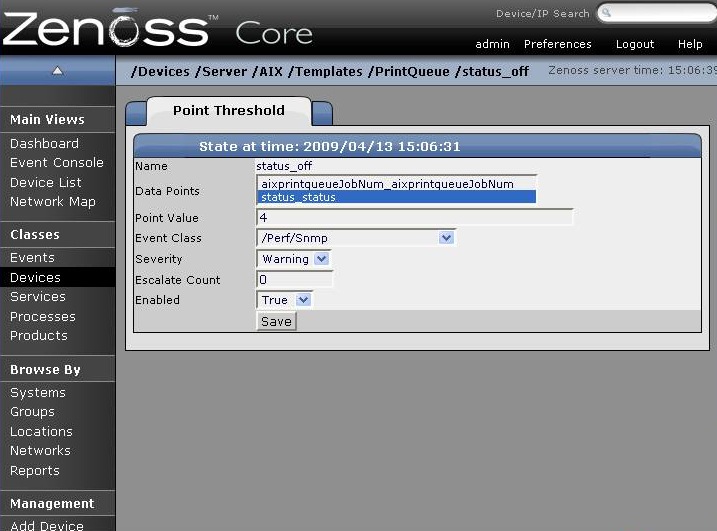 Zenoss™ Core
Device/IP Search
admin Preferences Logout Help
/Devices /Server /AIX /Templates /PrintQueue /status_off Zenoss server time: 15:06:39
Main Views
Dashboard
Event Console
Device List
Network Map
Classes
Events
Devices
Services
Processes
Products
Browse By
Systems
Groups
Locations
Networks
Reports
Management
Add Device
Point Threshold
State at time: 2009/04/13 15:06:31
Name status_off
Data Points aixprintqueueJobNum_aixprintqueueJobNum
status_status
Point Value 4
Event Class /Perf/Snmp
Severity Warning
Escalate Count 0
Enabled True
Save